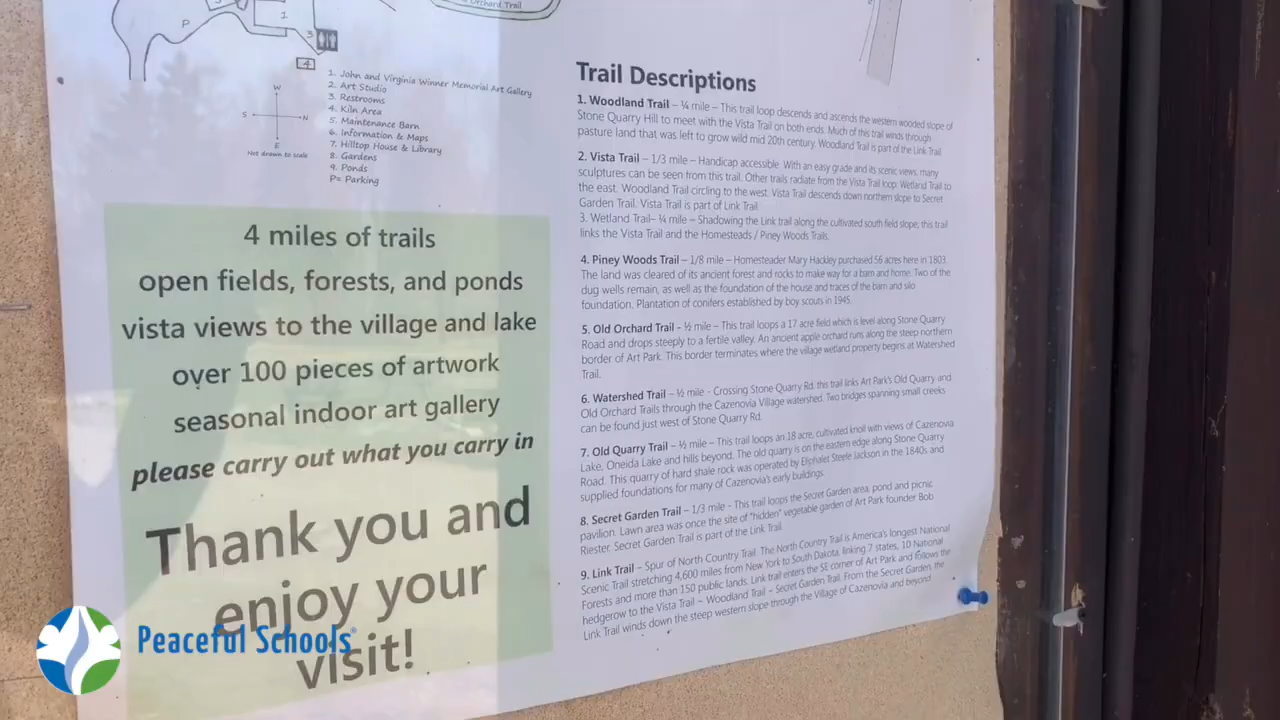 Orchard Trail
P
1
3
4
1. John and Virginia Winner Memorial Art Gallery
2. Art Studio
3. Restrooms
4. Kiln Area
5. Maintenance Barn
6. Information & Maps
7. Hilltop House & Library
8. Gardens
9. Ponds
P= Parking
W
S
N
E
Not drawn to scale
4 miles of trails
open fields, forests, and ponds
vista views to the village and lake
over 100 pieces of artwork
seasonal indoor art gallery
please carry out what you carry in
Thank you and
enjoy your
visit!
Trail Descriptions
1. Woodland Trail – ¾ mile – This trail loop descends and ascends the western wooded slope of
Stone Quarry Hill to meet with the Vista Trail on both ends. Much of this trail winds through
pasture land that was left to grow wild mid 20th century. Woodland Trail is part of the Link Trail
2. Vista Trail – 1/3 mile – Handicap accessible. With an easy grade and its scenic views, many
sculptures can be seen from this trail. Other trails radiate from the Vista Trail loop: Wetland Trail to
the east. Woodland Trail circling to the west. Vista Trail descends down northern slope to Secret
Garden Trail. Vista Trail is part of Link Trail.
3. Wetland Trail– ¾ mile – Shadowing the Link trail along the cultivated south field slope; this trail
links the Vista Trail and the Homesteads / Piney Woods Trails.
4. Piney Woods Trail – 1/8 mile – Homesteader Mary Hackley purchased 56 acres here in 1803.
The land was cleared of its ancient forest and rocks to make way for a barn and home. Two of the
dug wells remain, as well as the foundation of the house and traces of the barn and silo
foundation. Plantation of conifers established by boy scouts in 1945.
5. Old Orchard Trail - ½ mile – This trail loops a 17 acre field which is level along Stone Quarry
Road and drops steeply to a fertile valley. An ancient apple orchard runs along the steep northern
border of Art Park. This border terminates where the village wetland property begins at Watershed
Trail.
6. Watershed Trail – ½ mile - Crossing Stone Quarry Rd. this trail links Art Park's Old Quarry and
Old Orchard Trails through the Cazenovia Village watershed. Two bridges spanning small creeks
can be found just west of Stone Quarry Rd.
7. Old Quarry Trail – ½ mile – This trail loops an 18 acre, cultivated knoll with views of Cazenovia
Lake, Oneida Lake and hills beyond. The old quarry is on the eastern edge along Stone Quarry
Road. This quarry of hard shale rock was operated by Eliphalet Steele Jackson in the 1840s and
supplied foundations for many of Cazenovia's early buildings.
8. Secret Garden Trail – 1/3 mile - This trail loops the Secret Garden area, pond and picnic
pavilion. Lawn area was once the site of "hidden" vegetable garden of Art Park founder Bob
Riester. Secret Garden Trail is part of the Link Trail.
9. Link Trail – Spur of North Country Trail. The North Country Trail is America's longest National
Scenic Trail stretching 4,600 miles from New York to South Dakota, linking 7 states, 10 National
Forests and more than 150 public lands. Link trail enters the SE corner of Art Park and follows the
hedgerow to the Vista Trail – Woodland Trail – Secret Garden Trail. From the Secret Garden, the
Link Trail winds down the steep western slope through the Village of Cazenovia and beyond.
Peaceful Schools®